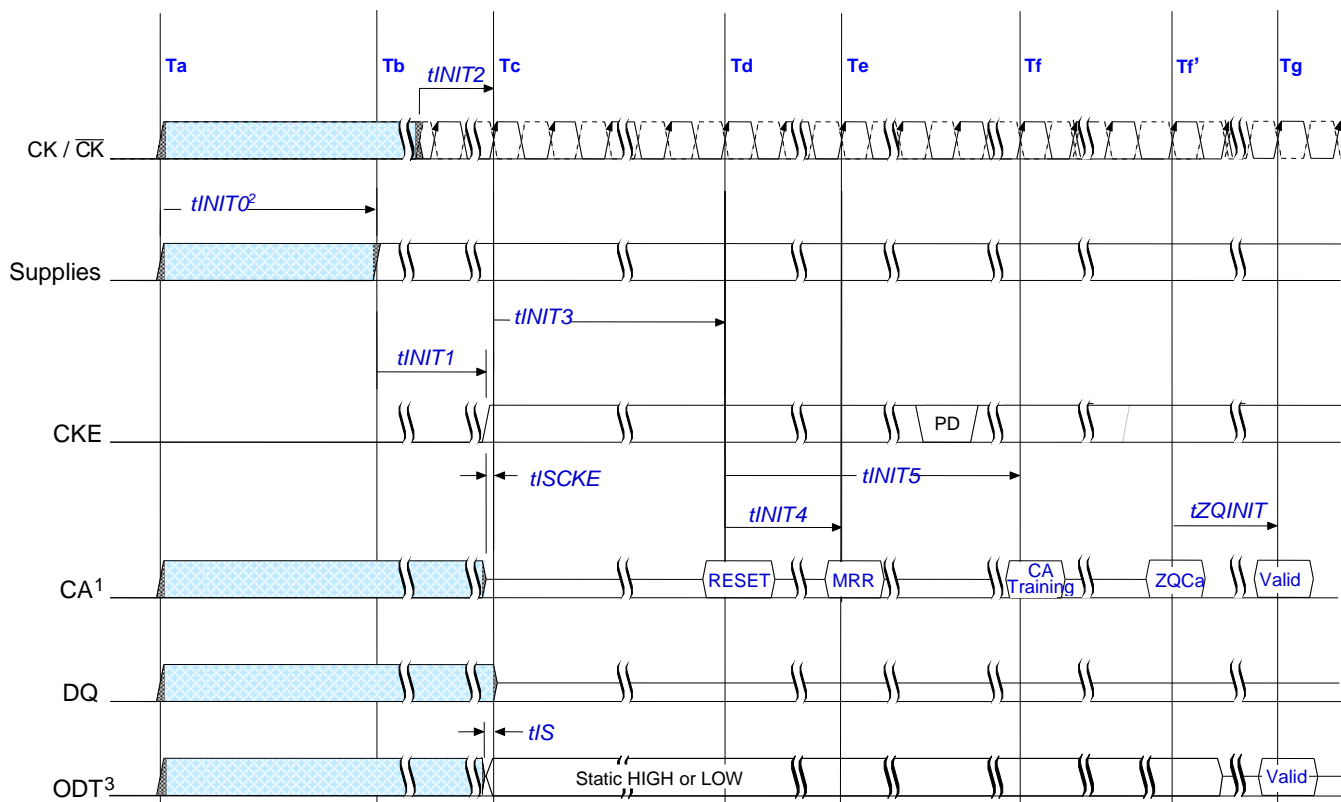 Ta Tb Tc Td Te Tf Tf' Tg
tINIT2
CK / CK
tINIT0²
Supplies
tINIT3
tINIT1
CKE PD
tISCKE tINIT5
tINIT4 tZQINIT
CA¹ RESET MRR CA Training ZQCa Valid
DQ
tIS
ODT³ Static HIGH or LOW Valid